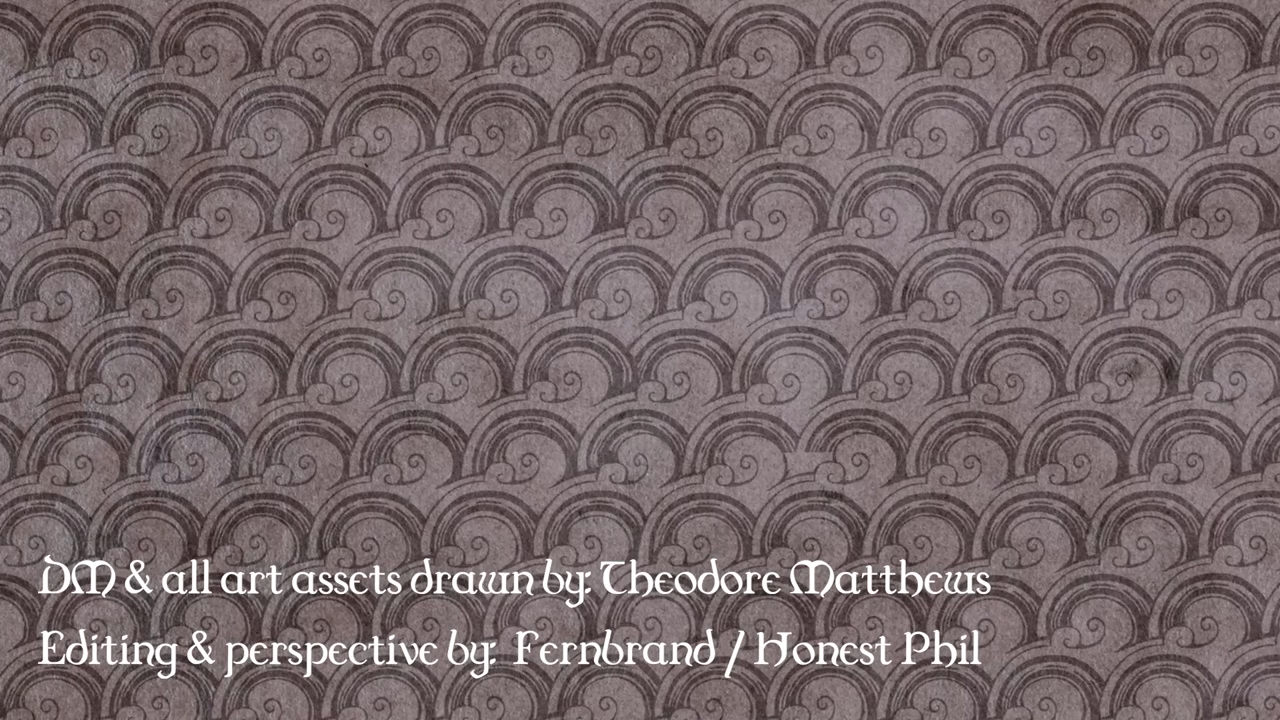 DM & all art assets drawn by: Theodore Matthews
Editing & perspective by: Fernbrand / Honest Phil